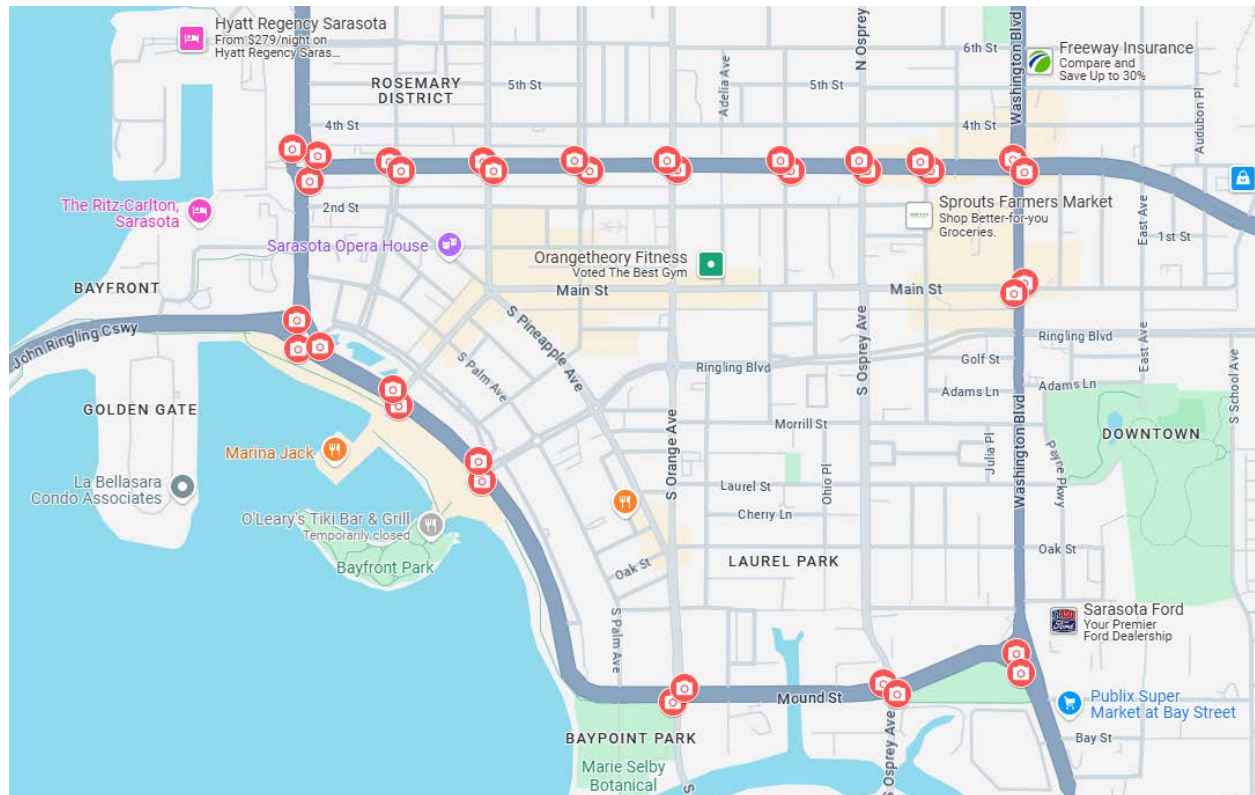 Hyatt Regency Sarasota
From $279/night on
Hyatt Regency Saras...
ROSEMARY
DISTRICT
5th St
4th St
Adelia Ave
5th St
N Osprey
6th St
Washington Blvd
Freeway Insurance
Compare and
Save Up to 30%
4th St
Audubon Pl
The Ritz-Carlton,
Sarasota
2nd St
Sarasota Opera House
Sprouts Farmers Market
Shop Better-for-you
Groceries.
East Ave
1st St
Orangetheory Fitness
Voted The Best Gym
BAYFRONT
Main St
Main St
John Ringling Cswy
S Pineapple Ave
S Osprey Ave
Ringling Blvd
S Palm Ave
Ringling Blvd
Golf St
East Ave
S School Ave
Adams Ln
Adams Ln
GOLDEN GATE
S Orange Ave
Morrill St
Washington Blvd
DOWNTOWN
Marina Jack
Julia Pl
Payne Pkwy
La Bellasara
Condo Associates
Laurel St
Ohio Pl
O'Leary's Tiki Bar & Grill
Temporarily closed
Cherry Ln
Bayfront Park
Oak St
LAUREL PARK
Oak St
S Palm Ave
SARASO
Ford
Sarasota Ford
Your Premier
Ford Dealership
Mound St
Publix Super
Market at Bay Street
BAYPOINT PARK
S Osprey Ave
Bay St
Marie Selby
Botanical
S